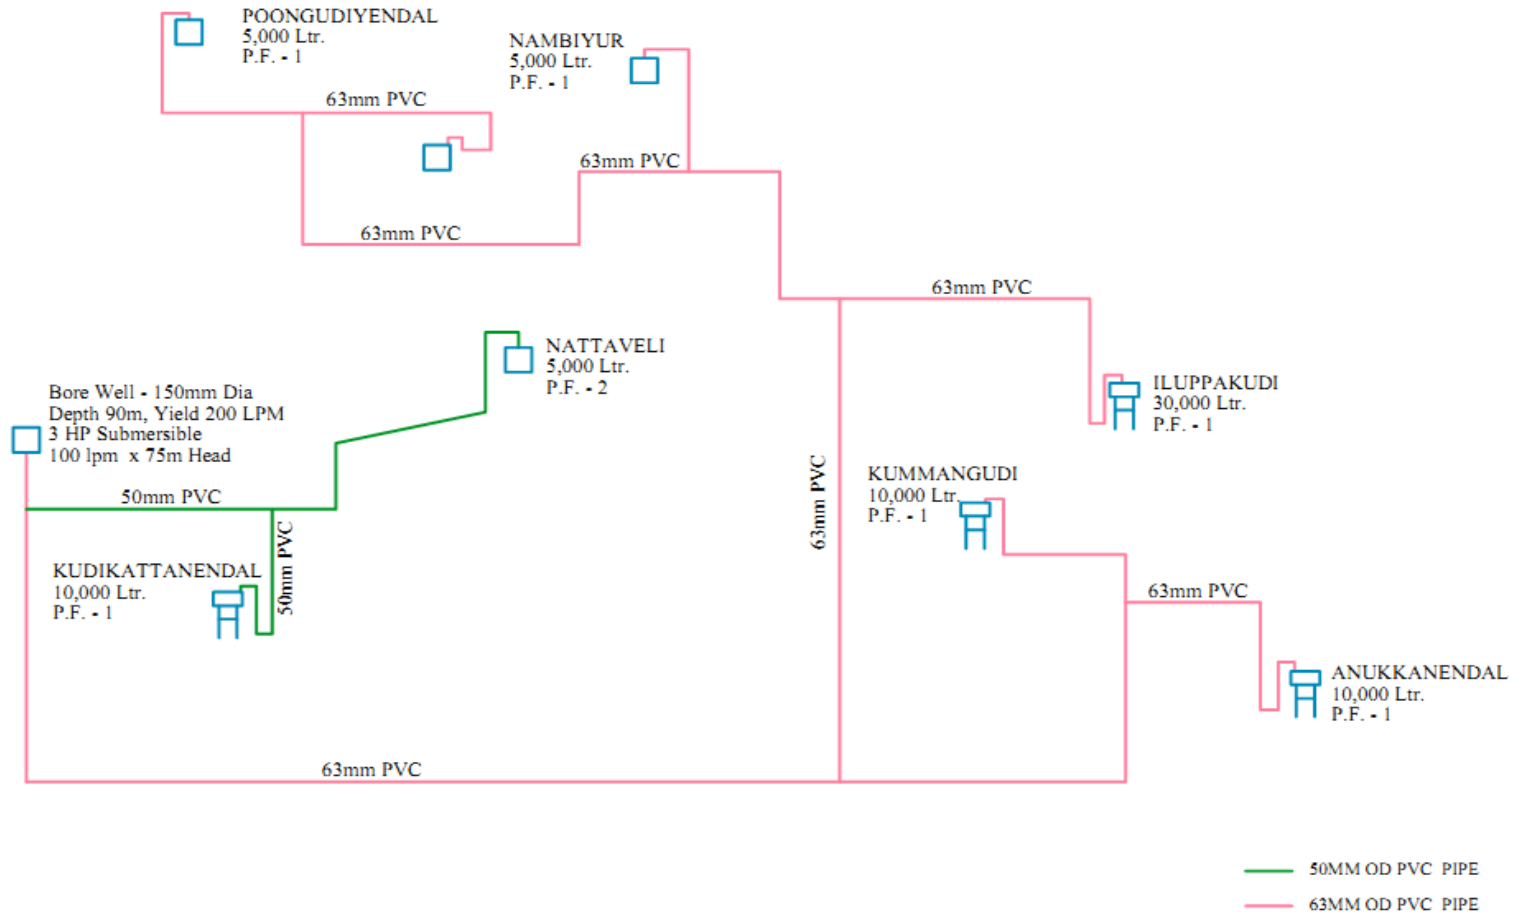 POONGUDIYENDAL
5,000 Ltr.
P.F. - 1
NAMBIYUR
5,000 Ltr.
P.F. - 1
63mm PVC
63mm PVC
63mm PVC
63mm PVC
NATTAVELI
5,000 Ltr.
P.F. - 2
Bore Well - 150mm Dia
Depth 90m, Yield 200 LPM
3 HP Submersible
100 lpm x 75m Head
ILUPPAKUDI
30,000 Ltr.
P.F. - 1
50mm PVC
50mm PVC
63mm PVC
KUMMANGUDI
10,000 Ltr.
P.F. - 1
KUDIKATTANENDAL
10,000 Ltr.
P.F. - 1
63mm PVC
ANUKKANENDAL
10,000 Ltr.
P.F. - 1
63mm PVC
50MM OD PVC PIPE
63MM OD PVC PIPE